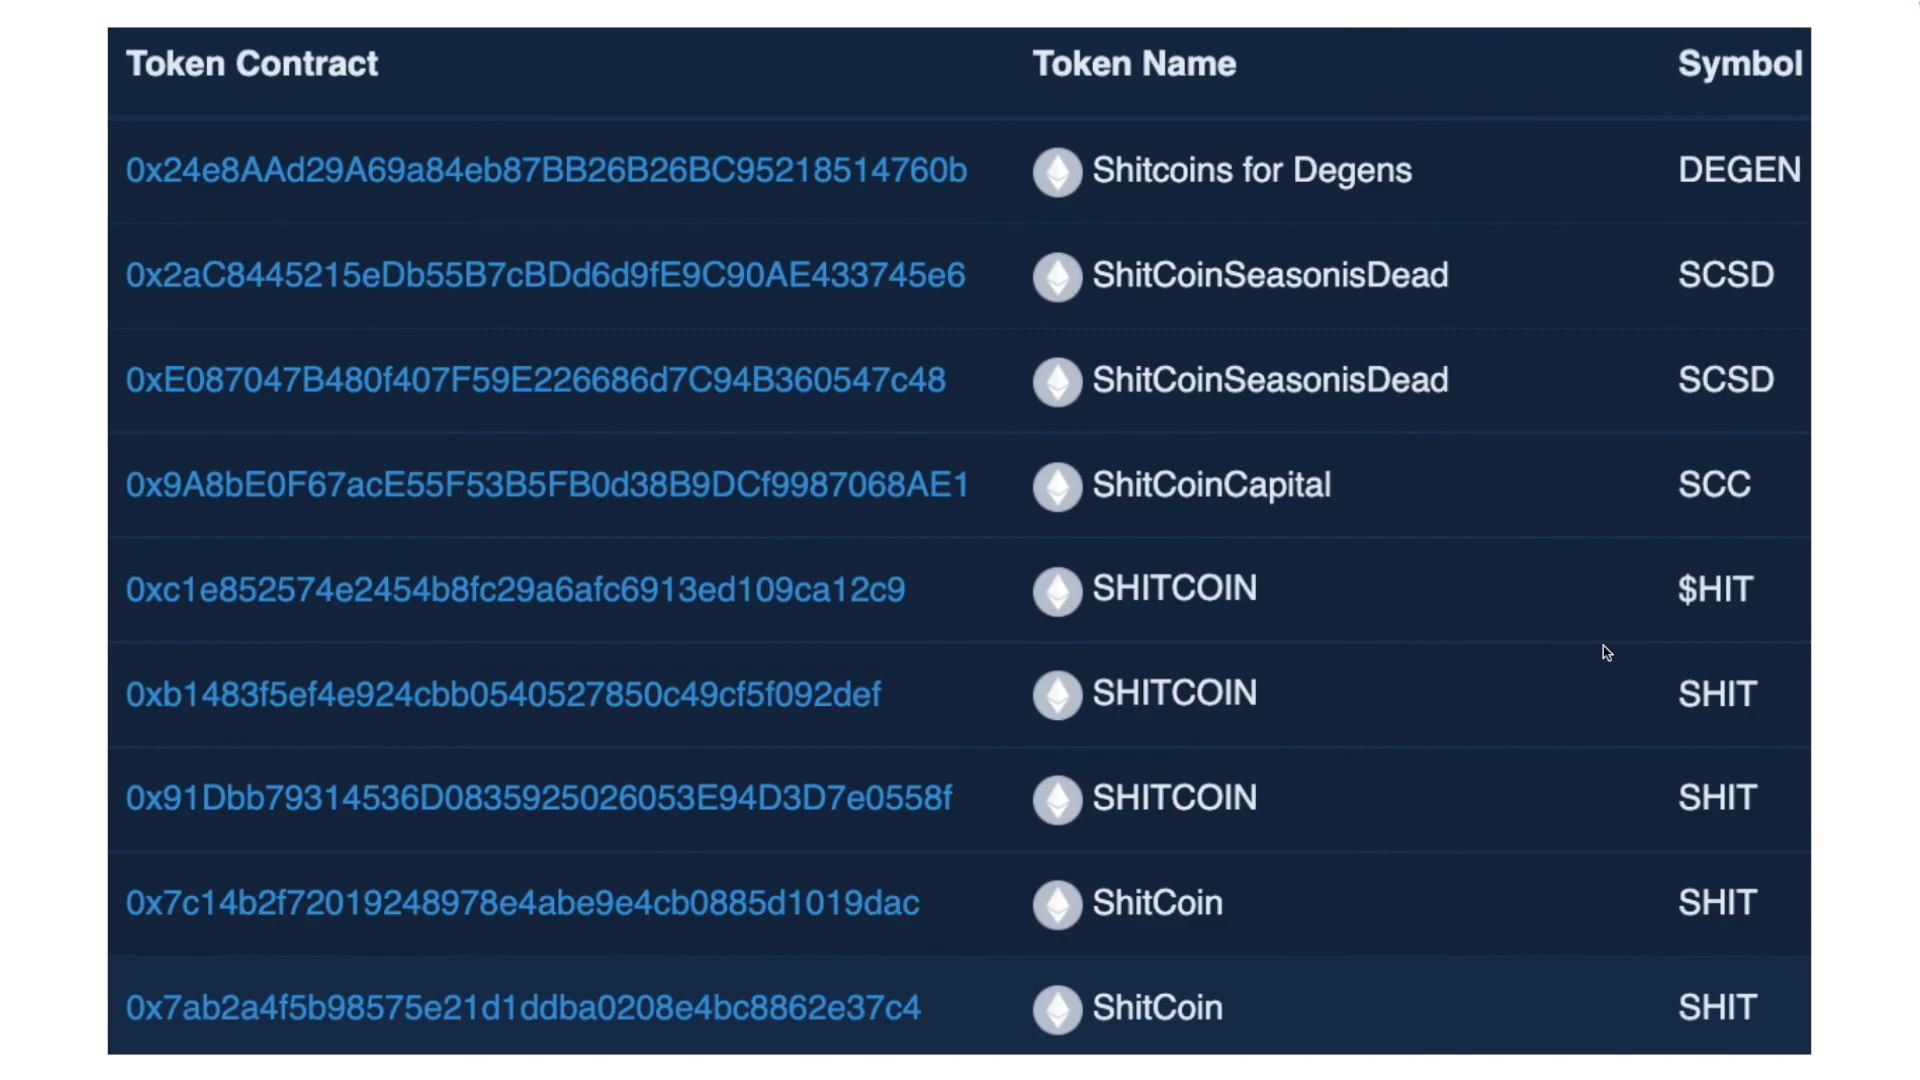 Token Contract Token Name Symbol
0x24e8AAd29A69a84eb87BB26B26BC95218514760b Shitcoins for Degens DEGEN
0x2aC8445215eDb55B7cBDd6d9fE9C90AE433745e6 ShitCoinSeasonisDead SCSD
0xE087047B480f407F59E226686d7C94B360547c48 ShitCoinSeasonisDead SCSD
0x9A8bE0F67acE55F53B5FB0d38B9DCf9987068AE1 ShitCoinCapital SCC
0xc1e852574e2454b8fc29a6afc6913ed109ca12c9 SHITCOIN $HIT
0xb1483f5ef4e924cbb0540527850c49cf5f092def SHITCOIN SHIT
0x91Dbb79314536D0835925026053E94D3D7e0558f SHITCOIN SHIT
0x7c14b2f72019248978e4abe9e4cb0885d1019dac ShitCoin SHIT
0x7ab2a4f5b98575e21d1ddba0208e4bc8862e37c4 ShitCoin SHIT